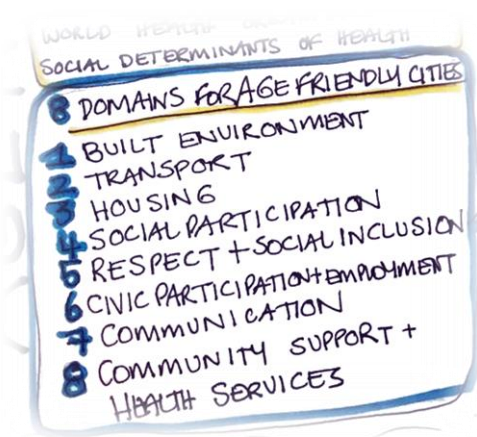 WORLD HEALTH
SOCIAL DETERMINANTS OF HEALTH
8 DOMAINS FOR AGE FRIENDLY CITIES
1 BUILT ENVIRONMENT
2 TRANSPORT
3 HOUSING
4 SOCIAL PARTICIPATION
5 RESPECT + SOCIAL INCLUSION
6 CIVIC PARTICIPATION + EMPLOYMENT
7 COMMUNICATION
8 COMMUNITY SUPPORT +
HEALTH SERVICES